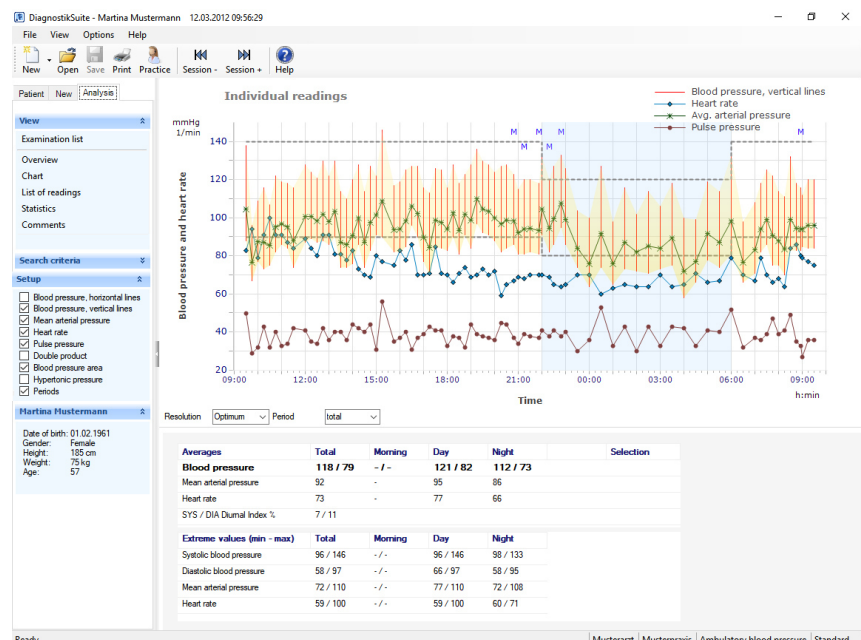 DiagnostikSuite - Martina Mustermann 12.03.2012 09:56:29
File View Options Help
New Open Save Print Practice Session - Session + Help
Patient New Analysis
View
Examination list
Overview
Chart
List of readings
Statistics
Comments
Search criteria
Setup
Blood pressure, horizontal lines
Blood pressure, vertical lines
Mean arterial pressure
Heart rate
Pulse pressure
Double product
Blood pressure area
Hypertonic pressure
Periods
Martina Mustermann
Date of birth: 01.02.1961
Gender: Female
Height: 185 cm
Weight: 75 kg
Age: 57
Individual readings
Blood pressure, vertical lines
Heart rate
Avg. arterial pressure
Pulse pressure
mmHg
1/min
Blood pressure and heart rate
140
120
100
80
60
40
20
M M M M
M M
09:00 12:00 15:00 18:00 21:00 00:00 03:00 06:00 09:00
Time
h:min
Resolution Optimum Period total
Averages Total Morning Day Night Selection
Blood pressure 118 / 79 - / - 121 / 82 112 / 73
Mean arterial pressure 92 - 95 86
Heart rate 73 - 77 66
SYS / DIA Diurnal Index % 7 / 11
Extreme values (min - max) Total Morning Day Night
Systolic blood pressure 96 / 146 - / - 96 / 146 98 / 133
Diastolic blood pressure 58 / 97 - / - 66 / 97 58 / 95
Mean arterial pressure 72 / 110 - / - 77 / 110 72 / 108
Heart rate 59 / 100 - / - 59 / 100 60 / 71
Ready Musterarzt Musterpraxis Ambulatory blood pressure Standard